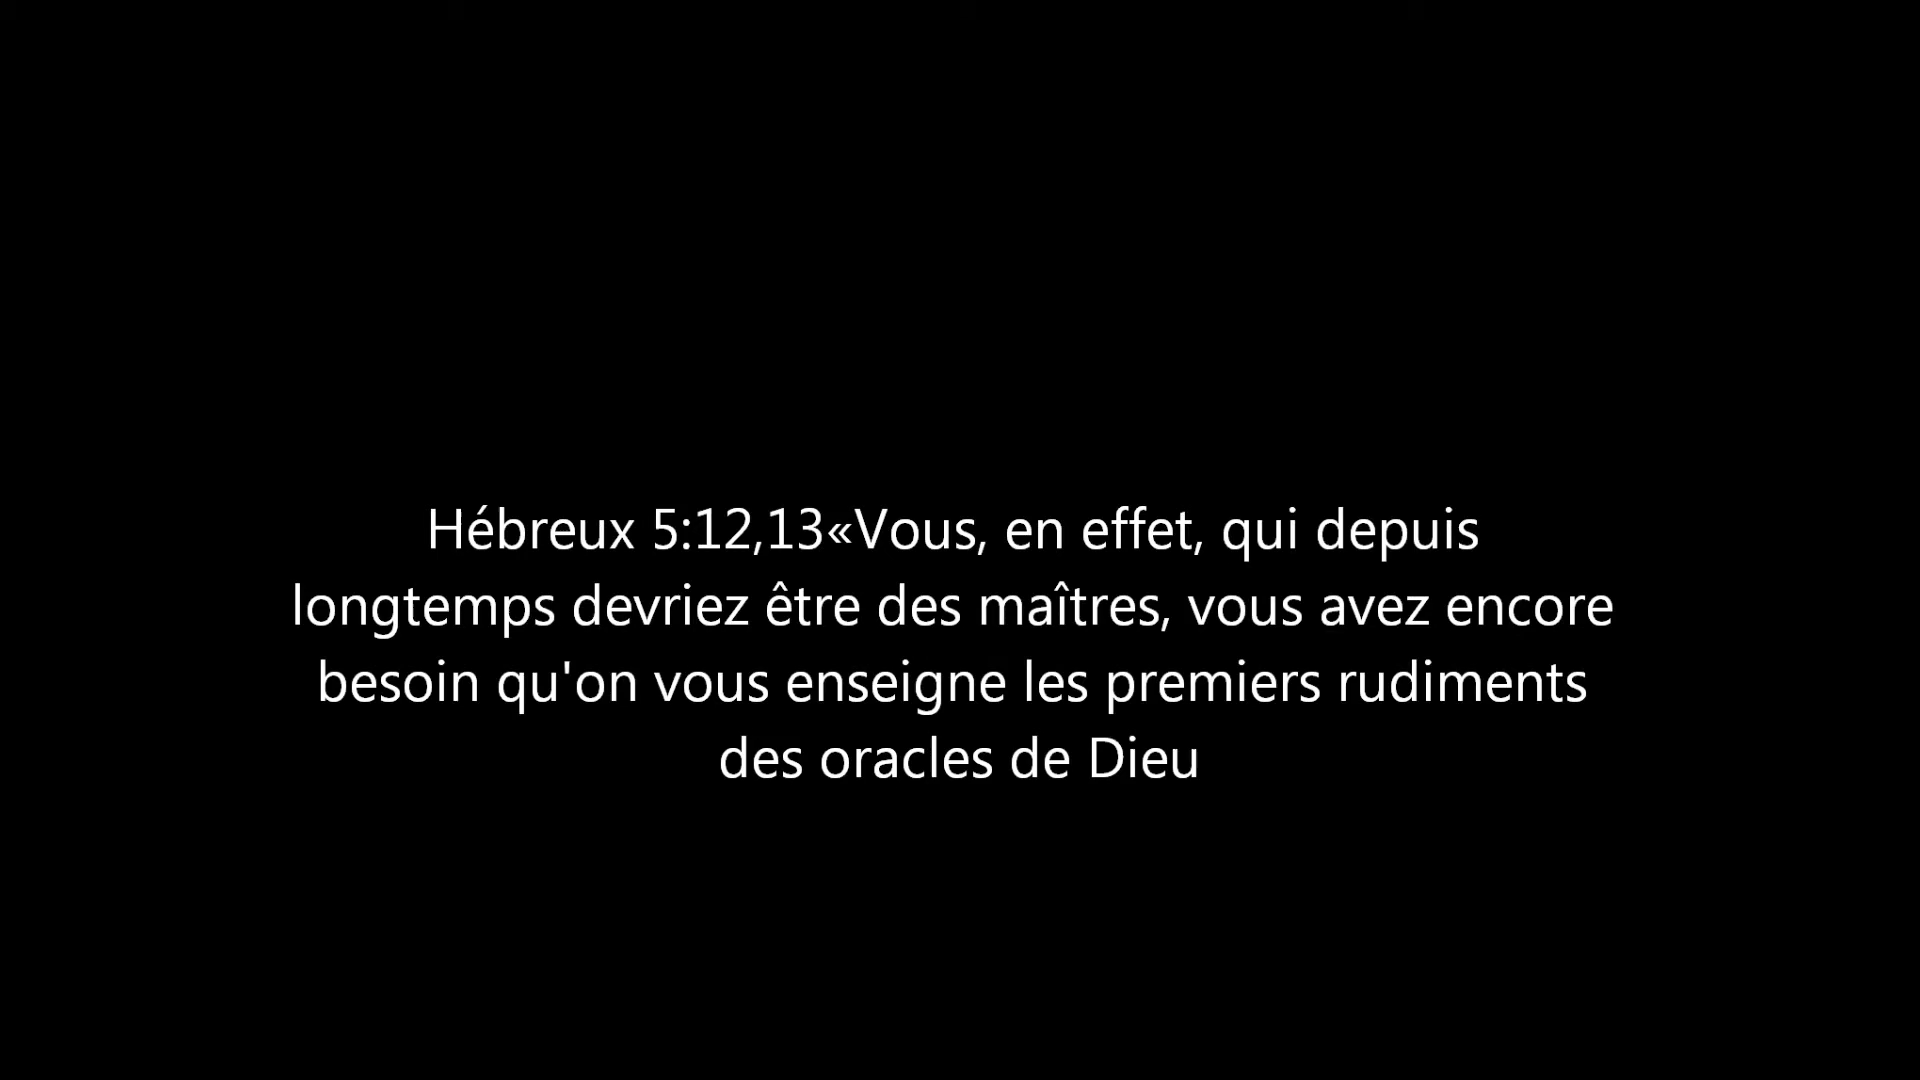 Hébreux 5:12,13«Vous, en effet, qui depuis
longtemps devriez être des maîtres, vous avez encore
besoin qu'on vous enseigne les premiers rudiments
des oracles de Dieu